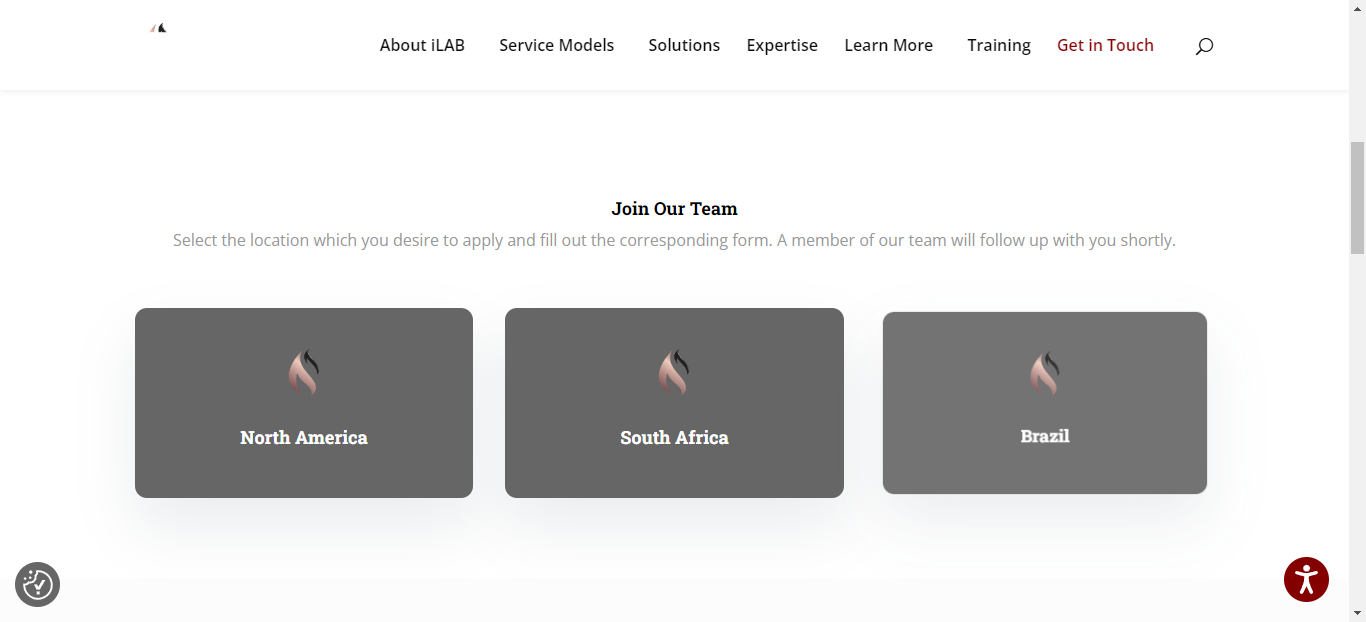 About iLAB
Service Models
Solutions
Expertise
Learn More
Training
Get in Touch
Join Our Team
Select the location which you desire to apply and fill out the corresponding form. A member of our team will follow up with you shortly.
North America
South Africa
Brazil